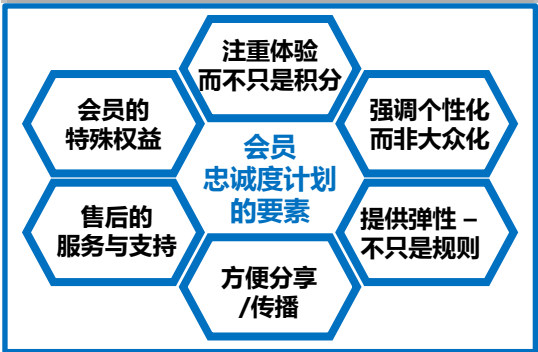 注重体验
而不只是积分
会员的
特殊权益
强调个性化
而非大众化
会员
忠诚度计划
的要素
售后的
服务与支持
提供弹性 –
不只是规则
方便分享
/传播